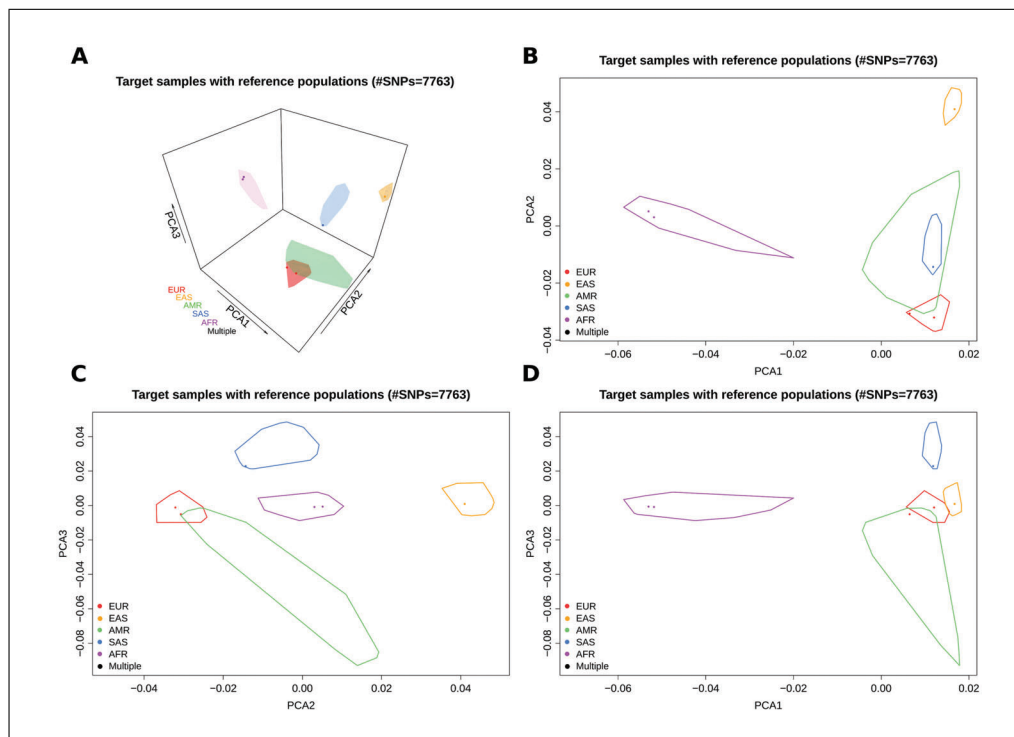 A
Target samples with reference populations (#SNPs=7763)
PCA3
PCA1
PCA2
EUR
EAS
AMR
SAS
AFR
Multiple
B
Target samples with reference populations (#SNPs=7763)
PCA2
0.04
0.02
0.00
−0.02
−0.04
EUR
EAS
AMR
SAS
AFR
Multiple
−0.06
−0.04
−0.02
0.00
0.02
PCA1
C
Target samples with reference populations (#SNPs=7763)
PCA3
0.04
0.02
0.00
−0.02
−0.04
−0.06
−0.08
EUR
EAS
AMR
SAS
AFR
Multiple
−0.04
−0.02
0.00
0.02
0.04
PCA2
D
Target samples with reference populations (#SNPs=7763)
PCA3
0.04
0.02
0.00
−0.02
−0.04
−0.06
−0.08
EUR
EAS
AMR
SAS
AFR
Multiple
−0.06
−0.04
−0.02
0.00
0.02
PCA1